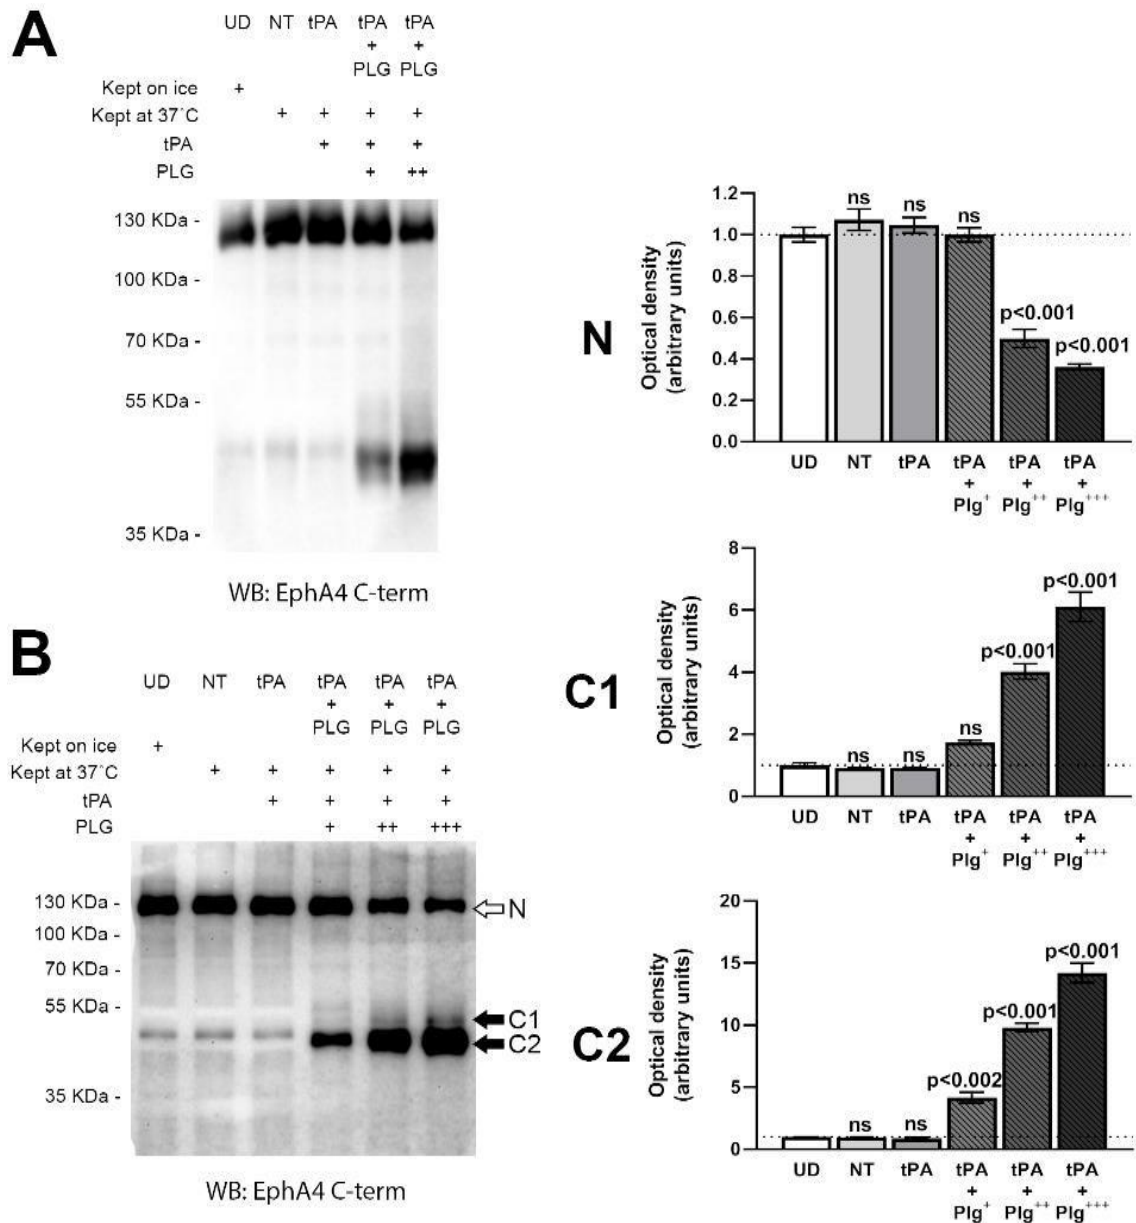 A
UD NT tPA tPA tPA
+ +
PLG PLG
Kept on ice +
Kept at 37°C + + + +
tPA + + +
PLG + ++
130 KDa -
100 KDa -
70 KDa -
55 KDa -
35 KDa -
WB: EphA4 C-term
B
UD NT tPA tPA tPA tPA
+ + +
PLG PLG PLG
Kept on ice +
Kept at 37°C + + + + +
tPA + + + +
PLG + ++ +++
130 KDa -
N
100 KDa -
70 KDa -
55 KDa -
C1
C2
35 KDa -
WB: EphA4 C-term
N
Optical density
(arbitrary units)
1.2
1.0
0.8
0.6
0.4
0.2
0.0
ns ns ns p<0.001 p<0.001
UD NT tPA tPA tPA tPA
+ + +
Plg+ Plg++ Plg+++
C1
Optical density
(arbitrary units)
8
6
4
2
0
ns ns ns p<0.001 p<0.001
UD NT tPA tPA tPA tPA
+ + +
Plg+ Plg++ Plg+++
C2
Optical density
(arbitrary units)
20
15
10
5
0
ns ns p<0.002 p<0.001 p<0.001
UD NT tPA tPA tPA tPA
+ + +
Plg+ Plg++ Plg+++